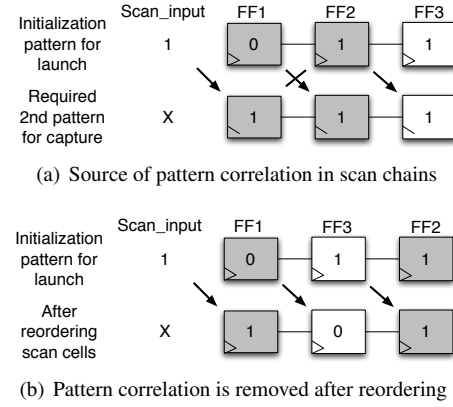 Scan_input FF1 FF2 FF3
Initialization
pattern for
launch
1 0 1 1
Required
2nd pattern
for capture
X 1 1 1
(a) Source of pattern correlation in scan chains
Scan_input FF1 FF3 FF2
Initialization
pattern for
launch
1 0 1 1
After
reordering
scan cells
X 1 0 1
(b) Pattern correlation is removed after reordering